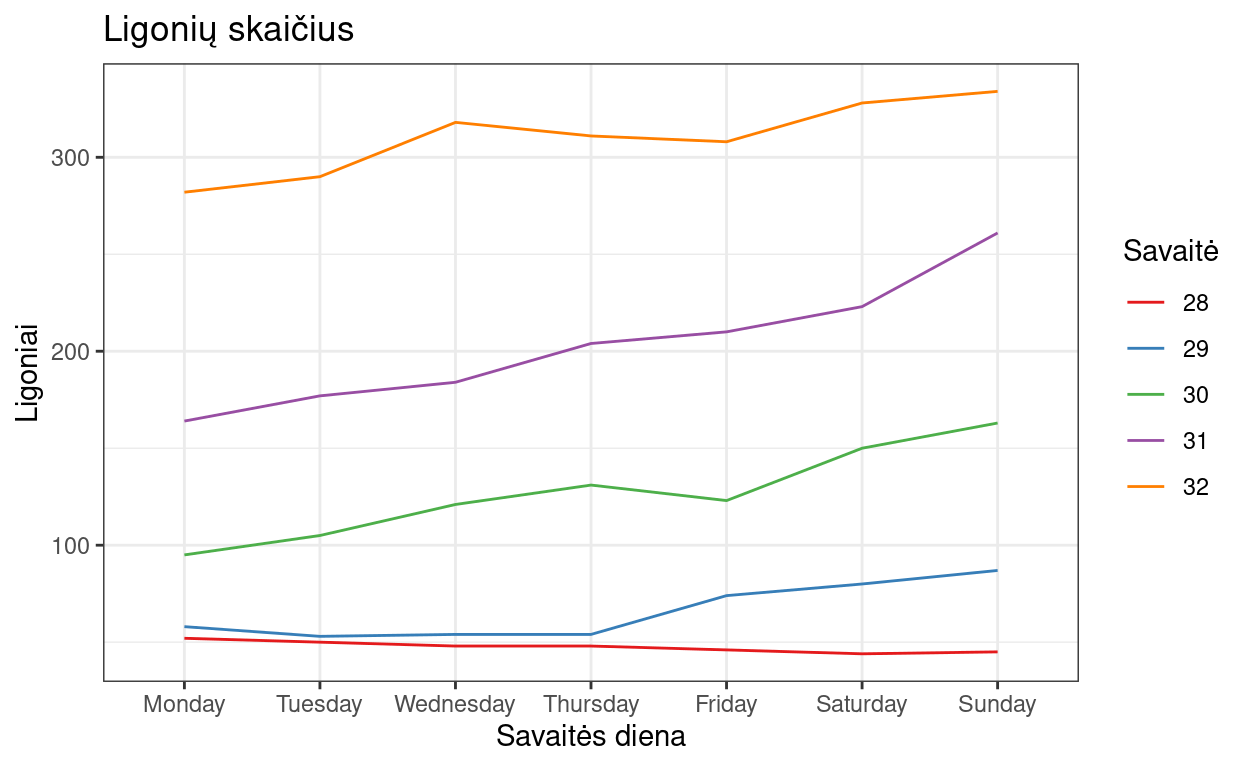 Ligonių skaičius
300
200
100
Ligoniai
Monday Tuesday Wednesday Thursday Friday Saturday Sunday
Savaitės diena
Savaitė
28
29
30
31
32